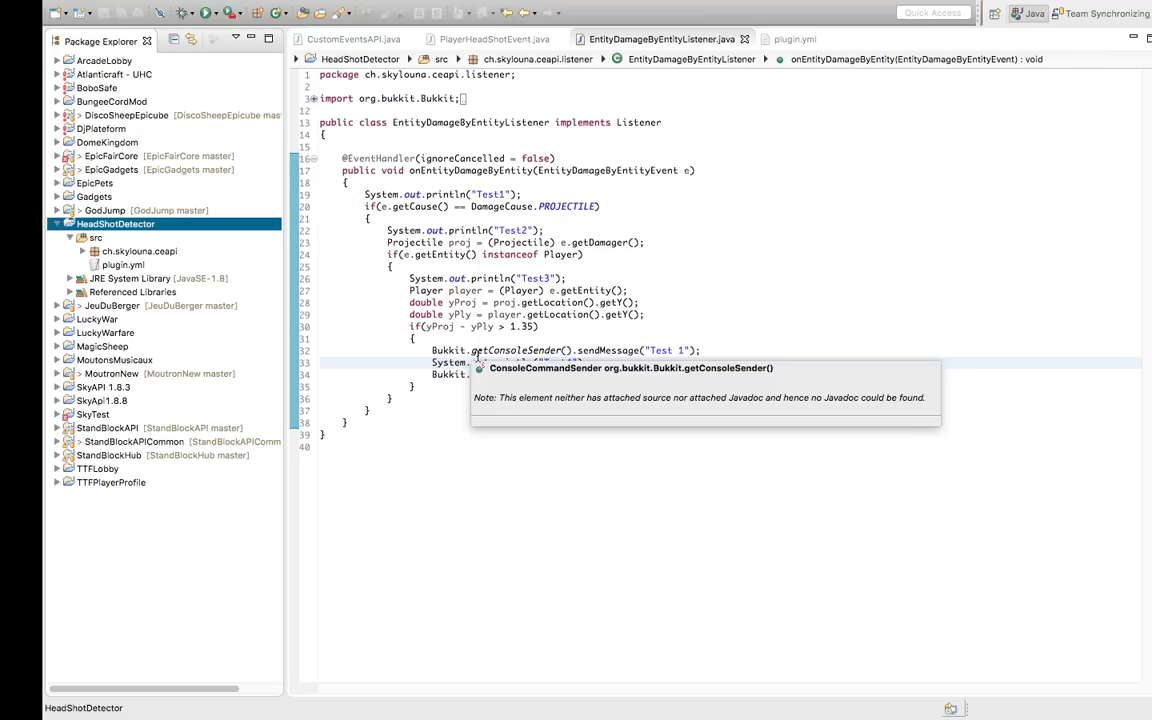 Quick Access
Java
Team Synchronizing
Package Explorer
CustomEventsAPI.java
PlayerHeadShotEvent.java
EntityDamageByEntityListener.java
plugin.yml
HeadShotDetector
src
ch.skylouna.ceapi.listener
EntityDamageByEntityListener
onEntityDamageByEntity(EntityDamageByEntityEvent) : void
ArcadeLobby
Atlanticraft - UHC
BoboSafe
BungeeCordMod
> DiscoSheepEpicube [DiscoSheepEpicube mas
DjPlateform
DomeKingdom
> EpicFairCore [EpicFairCore master]
> EpicGadgets [EpicGadgets master]
EpicPets
Gadgets
> GodJump [GodJump master]
HeadShotDetector
src
ch.skylouna.ceapi
plugin.yml
JRE System Library [JavaSE-1.8]
Referenced Libraries
> JeuDuBerger [JeuDuBerger master]
LuckyWar
LuckyWarfare
MagicSheep
MoutonsMusicaux
> MoutronNew [MoutronNew master]
SkyAPI 1.8.3
SkyApi1.8.8
SkyTest
StandBlockAPI [StandBlockAPI master]
> StandBlockAPICommon [StandBlockAPIComm
StandBlockHub [StandBlockHub master]
TTFLobby
TTFPlayerProfile
1 package ch.skylouna.ceapi.listener;
2
3 import org.bukkit.Bukkit;
12
13 public class EntityDamageByEntityListener implements Listener
14 {
15
16 @EventHandler(ignoreCancelled = false)
17 public void onEntityDamageByEntity(EntityDamageByEntityEvent e)
18 {
19 System.out.println("Test1");
20 if(e.getCause() == DamageCause.PROJECTILE)
21 {
22 System.out.println("Test2");
23 Projectile proj = (Projectile) e.getDamager();
24 if(e.getEntity() instanceof Player)
25 {
26 System.out.println("Test3");
27 Player player = (Player) e.getEntity();
28 double yProj = proj.getLocation().getY();
29 double yPly = player.getLocation().getY();
30 if(yProj - yPly > 1.35)
31 {
32 Bukkit.getConsoleSender().sendMessage("Test 1");
33 System.
34 Bukkit.
35 }
36 }
37 }
38 }
39 }
40
ConsoleCommandSender org.bukkit.Bukkit.getConsoleSender()
Note: This element neither has attached source nor attached Javadoc and hence no Javadoc could be found.
HeadShotDetector